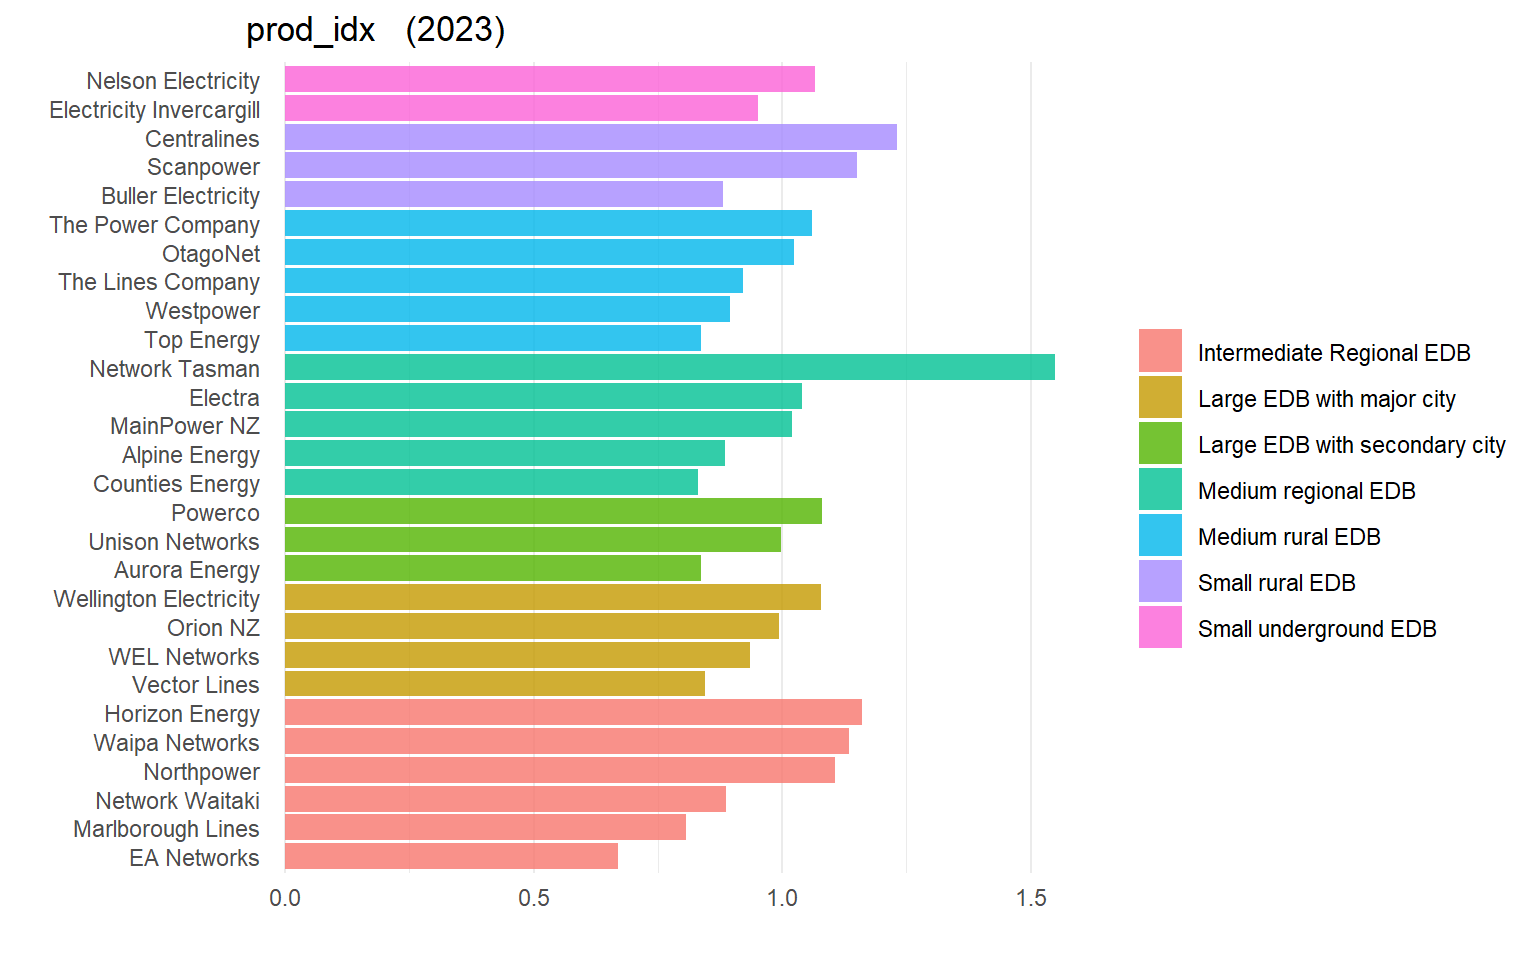 prod_idx (2023)
Nelson Electricity
Electricity Invercargill
Centralines
Scanpower
Buller Electricity
The Power Company
OtagoNet
The Lines Company
Westpower
Top Energy
Network Tasman
Electra
MainPower NZ
Alpine Energy
Counties Energy
Powerco
Unison Networks
Aurora Energy
Wellington Electricity
Orion NZ
WEL Networks
Vector Lines
Horizon Energy
Waipa Networks
Northpower
Network Waitaki
Marlborough Lines
EA Networks
0.0 0.5 1.0 1.5
Intermediate Regional EDB
Large EDB with major city
Large EDB with secondary city
Medium regional EDB
Medium rural EDB
Small rural EDB
Small underground EDB